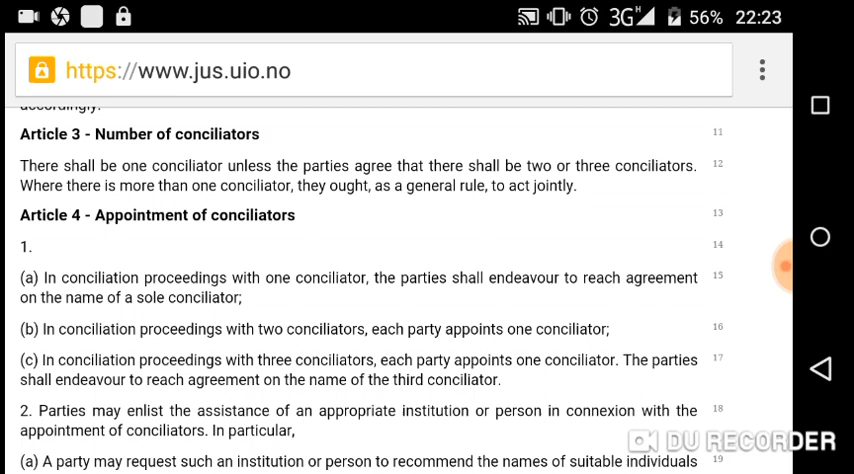 3G H 56% 22:23
https://www.jus.uio.no
accordingly.
Article 3 - Number of conciliators 11
There shall be one conciliator unless the parties agree that there shall be two or three conciliators. 12
Where there is more than one conciliator, they ought, as a general rule, to act jointly.
Article 4 - Appointment of conciliators 13
1. 14
(a) In conciliation proceedings with one conciliator, the parties shall endeavour to reach agreement 15
on the name of a sole conciliator;
(b) In conciliation proceedings with two conciliators, each party appoints one conciliator; 16
(c) In conciliation proceedings with three conciliators, each party appoints one conciliator. The parties 17
shall endeavour to reach agreement on the name of the third conciliator.
2. Parties may enlist the assistance of an appropriate institution or person in connexion with the 18
appointment of conciliators. In particular,
DU RECORDER
(a) A party may request such an institution or person to recommend the names of suitable individuals 19